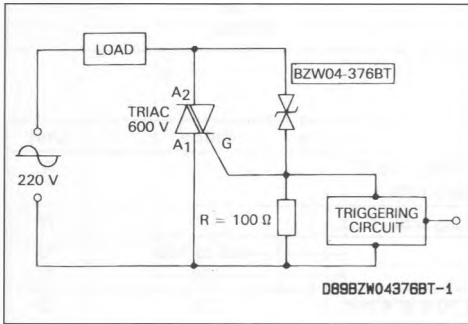 LOAD
BZW04-376BT
A2
TRIAC
600 V
A1
G
220 V
R = 100 Ω
TRIGGERING
CIRCUIT
D89BZW04376BT-1